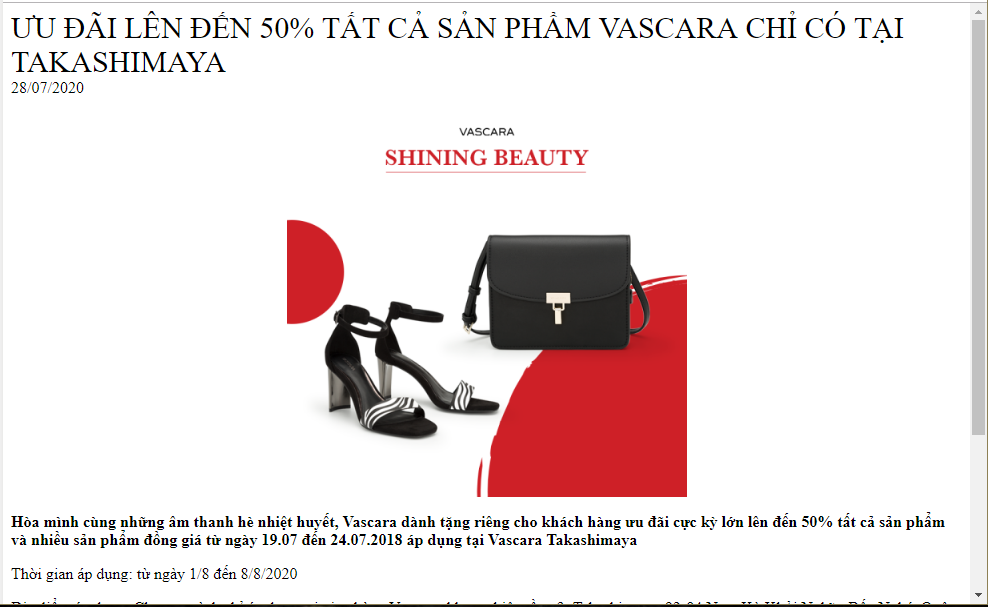 ƯU ĐÃI LÊN ĐẾN 50% TẤT CẢ SẢN PHẨM VASCARA CHỈ CÓ TẠI
TAKASHIMAYA
28/07/2020
VASCARA
SHINING BEAUTY
Hòa mình cùng những âm thanh hè nhiệt huyết, Vascara dành tặng riêng cho khách hàng ưu đãi cực kỳ lớn lên đến 50% tất cả sản phẩm
và nhiều sản phẩm đồng giá từ ngày 19.07 đến 24.07.2018 áp dụng tại Vascara Takashimaya
Thời gian áp dụng: từ ngày 1/8 đến 8/8/2020